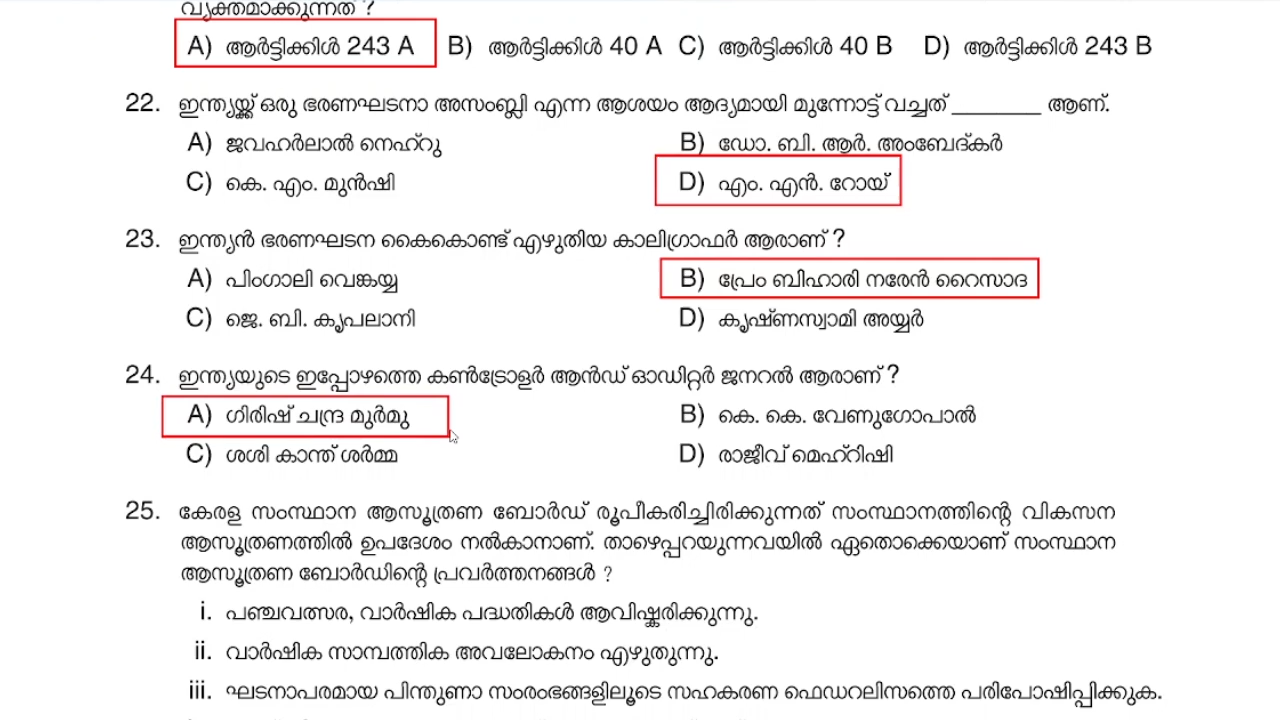 വ്യക്തമാക്കുന്നത് ?
A) ആർട്ടിക്കിൾ 243 A B) ആർട്ടിക്കിൾ 40 A C) ആർട്ടിക്കിൾ 40 B D) ആർട്ടിക്കിൾ 243 B
22. ഇന്ത്യയ്ക്ക് ഒരു ഭരണഘടനാ അസംബ്ലി എന്ന ആശയം ആദ്യമായി മുന്നോട്ട് വച്ചത് _______ ആണ്.
A) ജവഹർലാൽ നെഹ്റു B) ഡോ. ബി. ആർ. അംബേദ്കർ
C) കെ. എം. മുൻഷി D) എം. എൻ. റോയ്
23. ഇന്ത്യൻ ഭരണഘടന കൈകൊണ്ട് എഴുതിയ കാലിഗ്രാഫർ ആരാണ് ?
A) പിംഗാലി വെങ്കയ്യ B) പ്രേം ബിഹാരി നരേൻ റൈസാദ
C) ജെ. ബി. കൃപലാനി D) കൃഷ്ണസ്വാമി അയ്യർ
24. ഇന്ത്യയുടെ ഇപ്പോഴത്തെ കൺട്രോളർ ആൻഡ് ഓഡിറ്റർ ജനറൽ ആരാണ് ?
A) ഗിരിഷ് ചന്ദ്ര മുർമു B) കെ. കെ. വേണുഗോപാൽ
C) ശശി കാന്ത് ശർമ്മ D) രാജീവ് മെഹ്റിഷി
25. കേരള സംസ്ഥാന ആസൂത്രണ ബോർഡ് രൂപീകരിച്ചിരിക്കുന്നത് സംസ്ഥാനത്തിന്റെ വികസന
ആസൂത്രണത്തിൽ ഉപദേശം നൽകാനാണ്. താഴെപ്പറയുന്നവയിൽ ഏതൊക്കെയാണ് സംസ്ഥാന
ആസൂത്രണ ബോർഡിന്റെ പ്രവർത്തനങ്ങൾ ?
i. പഞ്ചവത്സര, വാർഷിക പദ്ധതികൾ ആവിഷ്കരിക്കുന്നു.
ii. വാർഷിക സാമ്പത്തിക അവലോകനം എഴുതുന്നു.
iii. ഘടനാപരമായ പിന്തുണാ സംരംഭങ്ങളിലൂടെ സഹകരണ ഫെഡറലിസത്തെ പരിപോഷിപ്പിക്കുക.